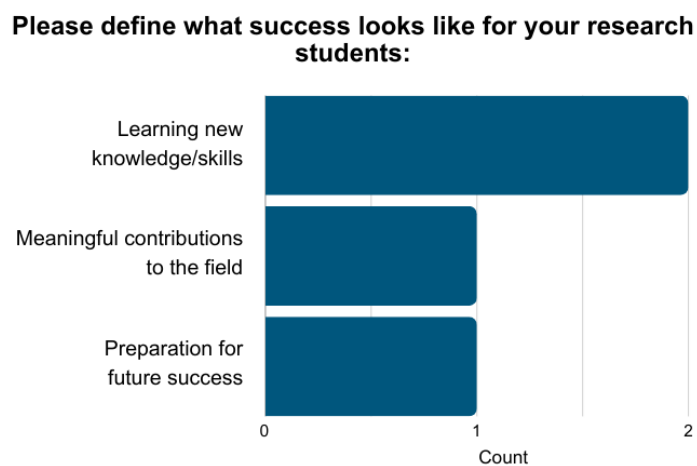 Please define what success looks like for your research
students:
Learning new
knowledge/skills
Meaningful contributions
to the field
Preparation for
future success
0
1
2
Count